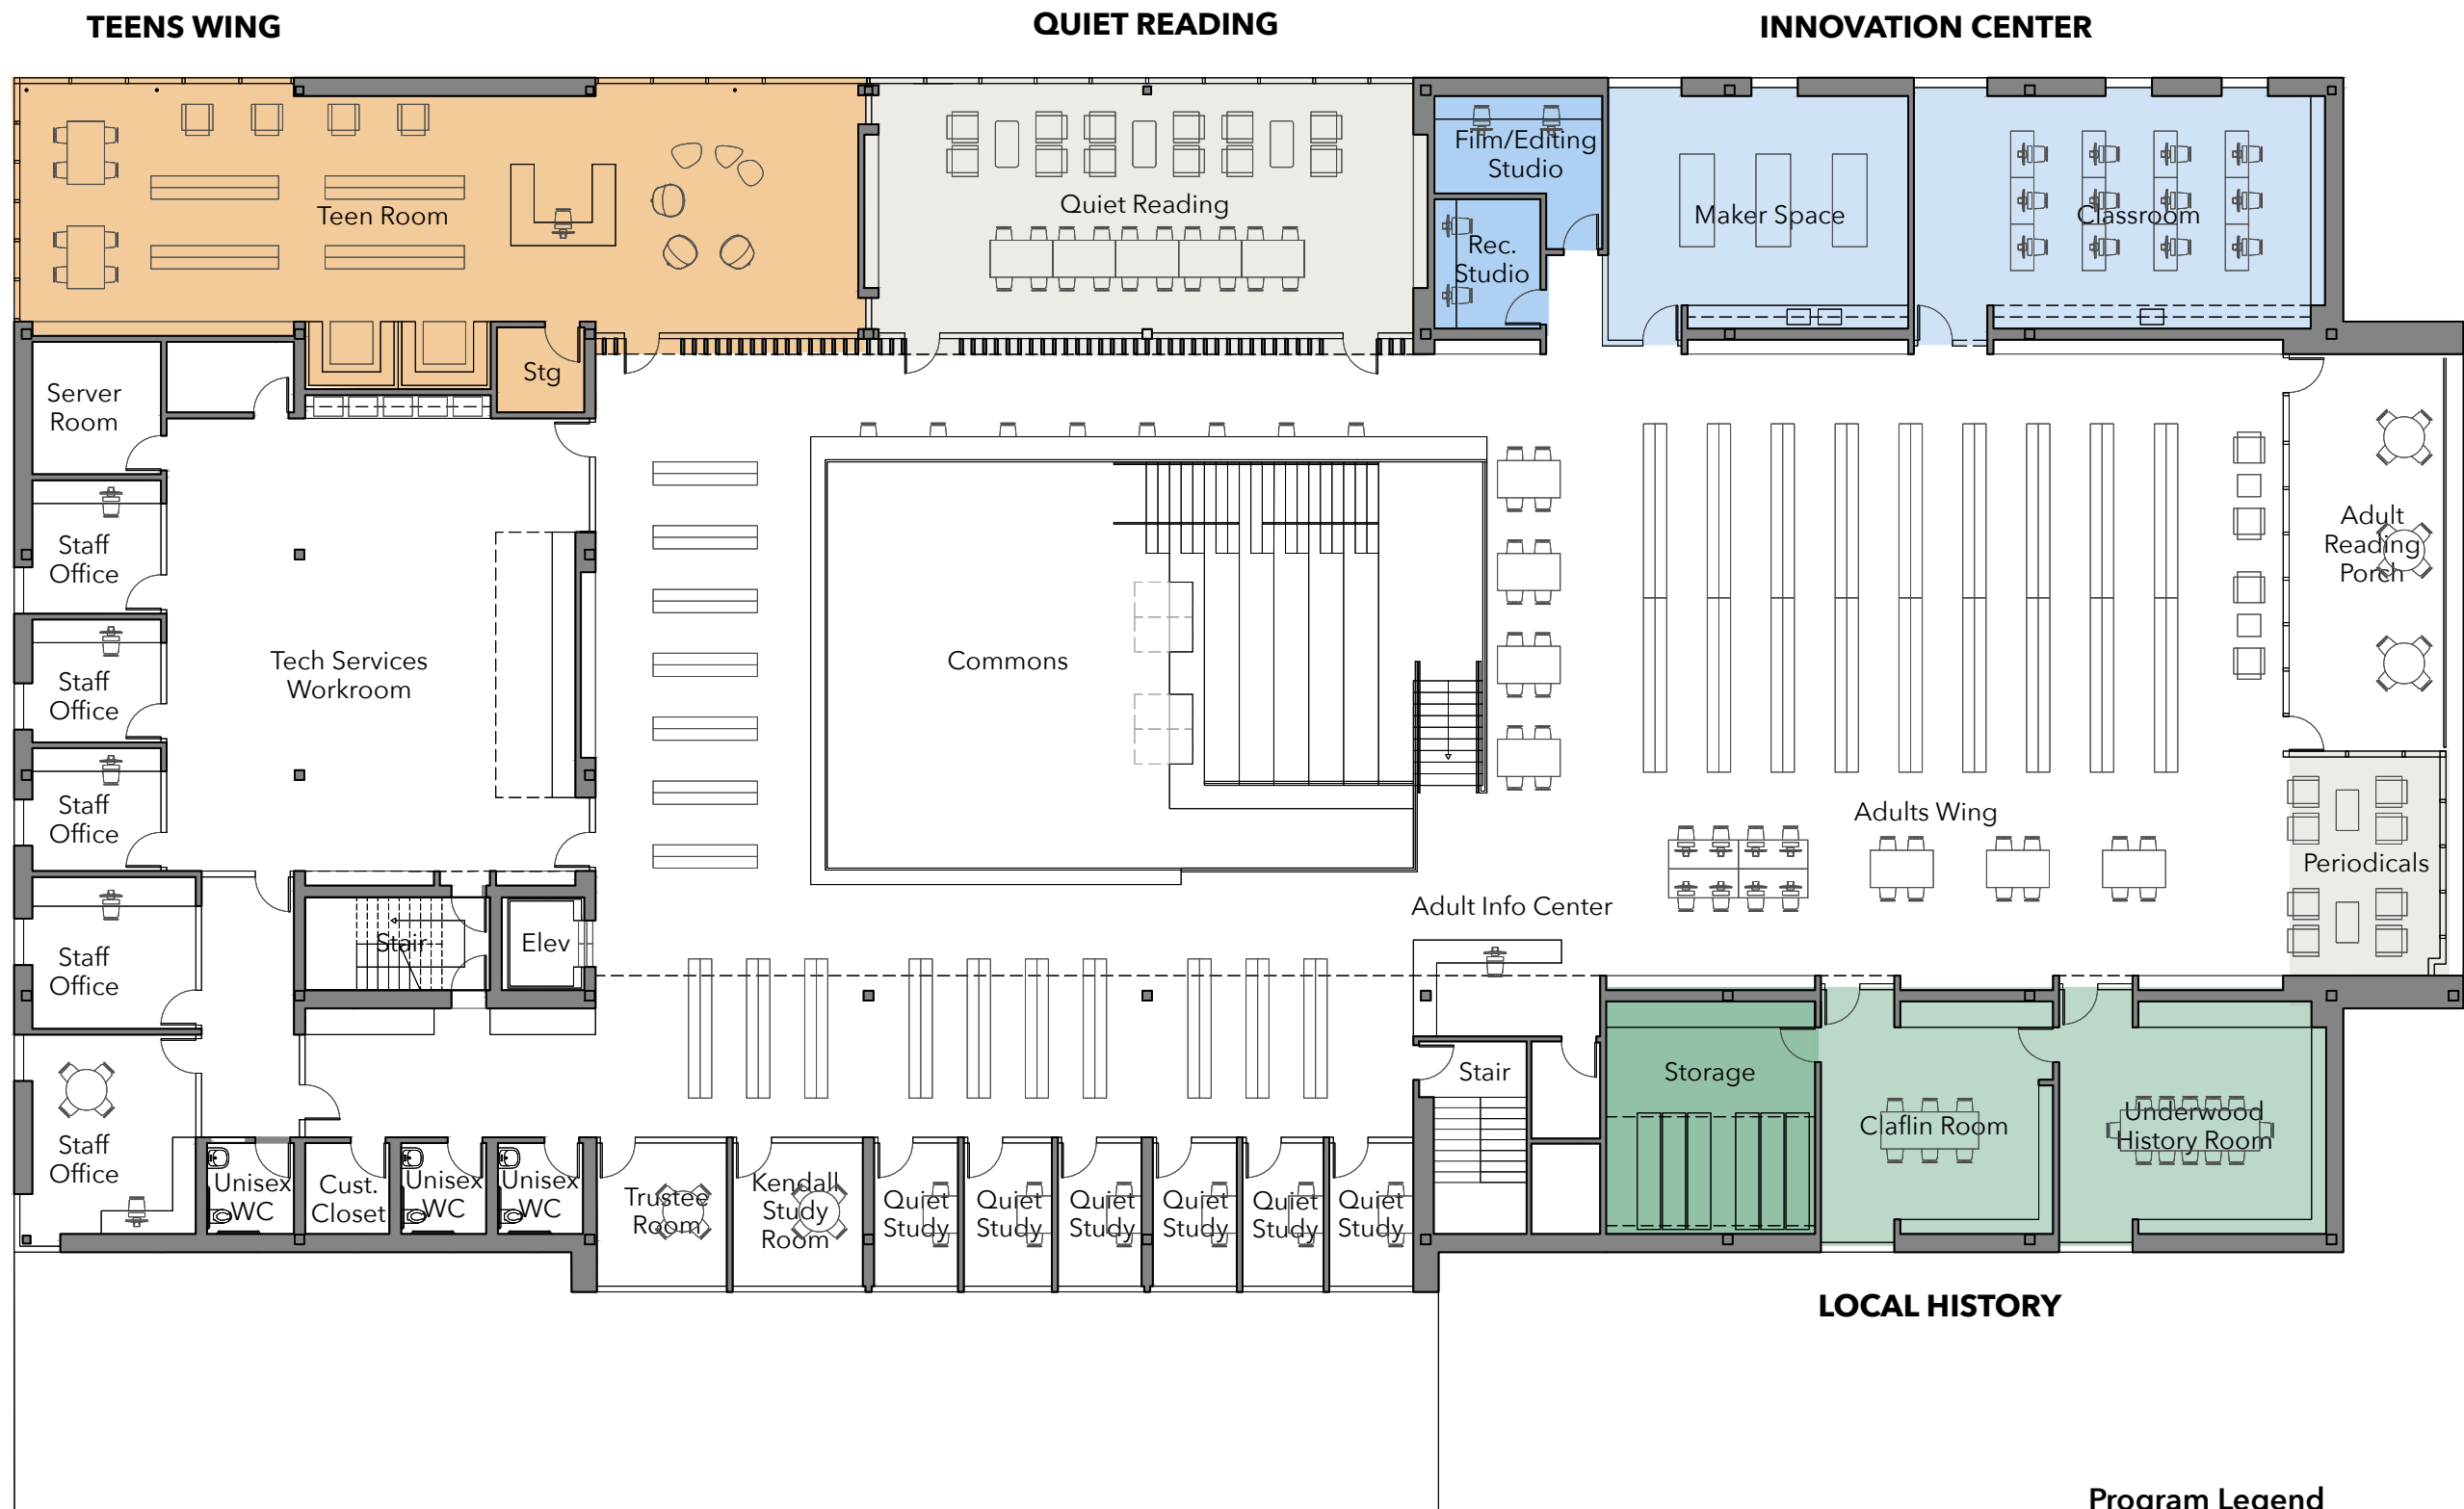 TEENS WING
QUIET READING
INNOVATION CENTER
Film/Editing
Studio
Quiet Reading
Teen Room
Maker Space
Classroom
Rec.
Studio
Stg
Server
Room
Adult
Reading
Porch
Staff
Office
Tech Services
Workroom
Commons
Staff
Office
Staff
Office
Adults Wing
Periodicals
Adult Info Center
Stair
Elev
Staff
Office
Stair
Storage
Claflin Room
Underwood
History Room
Staff
Office
Unisex
WC
Cust.
Closet
Unisex
WC
Unisex
WC
Trustee
Room
Kendall
Study
Room
Quiet
Study
Quiet
Study
Quiet
Study
Quiet
Study
Quiet
Study
Quiet
Study
LOCAL HISTORY
Program Legend